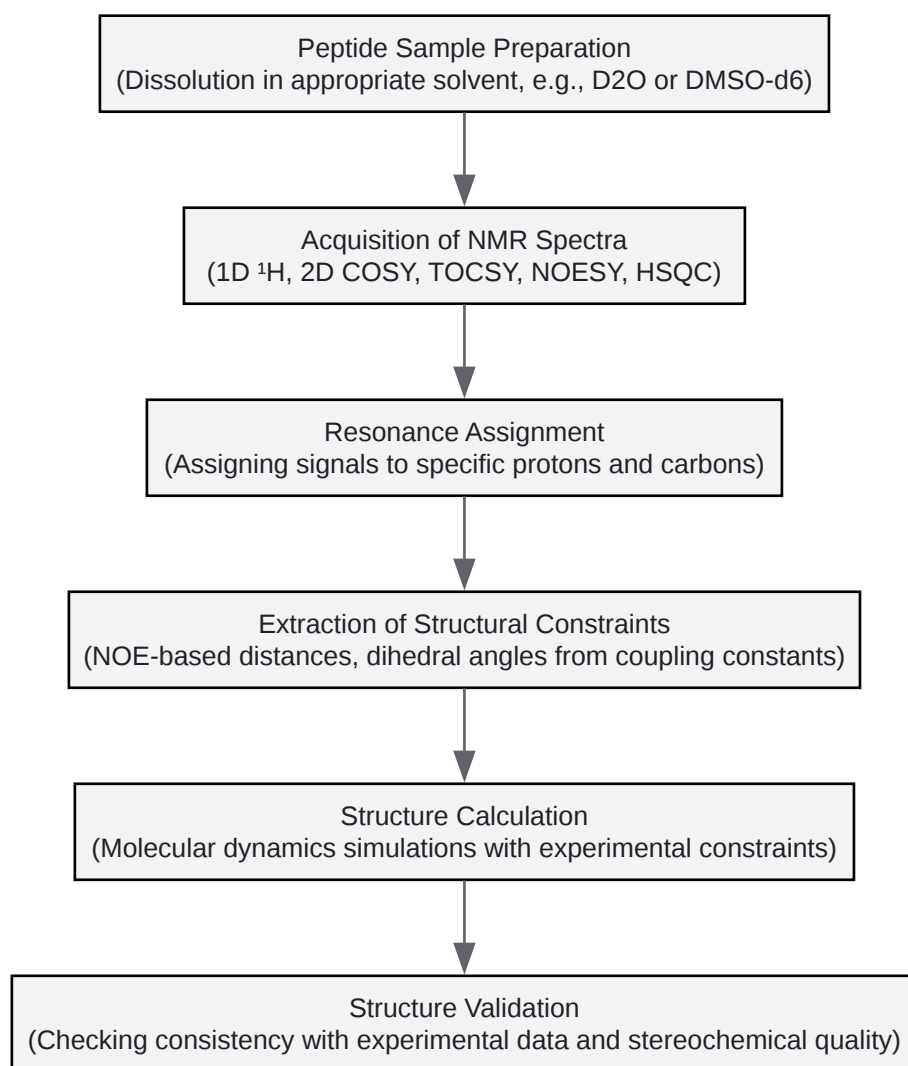 Peptide Sample Preparation
(Dissolution in appropriate solvent, e.g., D2O or DMSO-d6)
Acquisition of NMR Spectra
(1D ¹H, 2D COSY, TOCSY, NOESY, HSQC)
Resonance Assignment
(Assigning signals to specific protons and carbons)
Extraction of Structural Constraints
(NOE-based distances, dihedral angles from coupling constants)
Structure Calculation
(Molecular dynamics simulations with experimental constraints)
Structure Validation
(Checking consistency with experimental data and stereochemical quality)